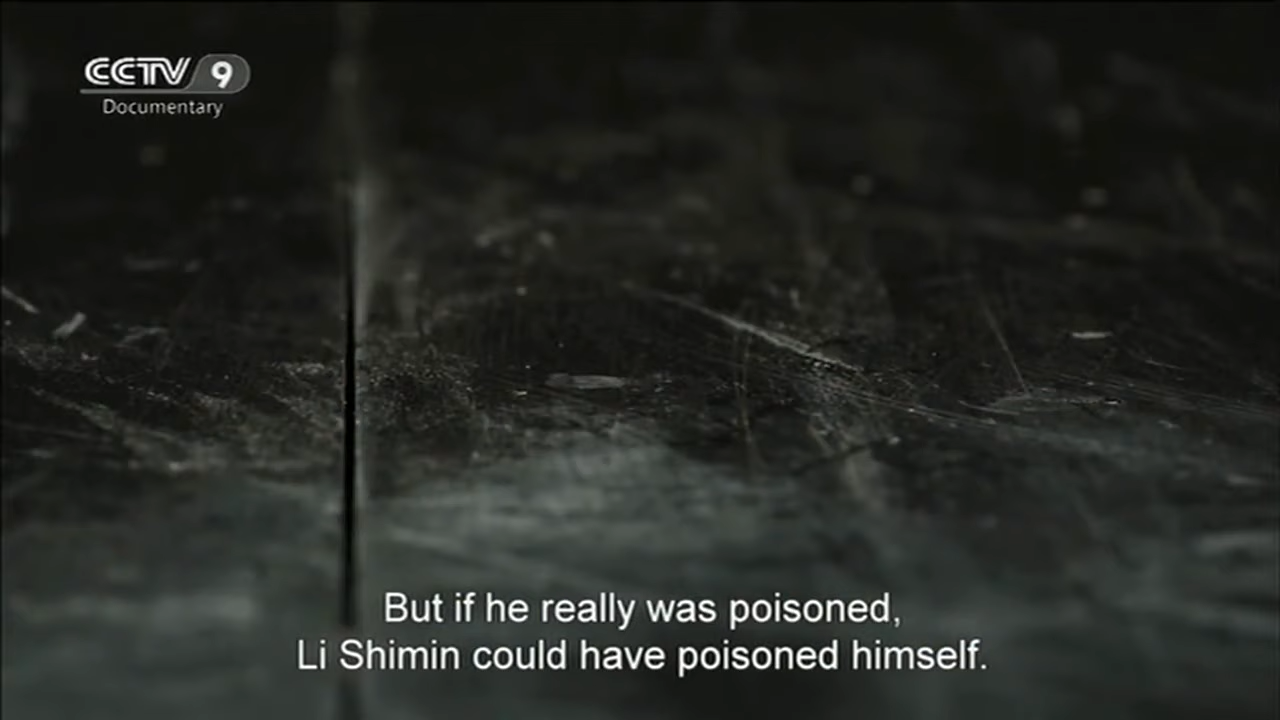 CCTV 9
Documentary
But if he really was poisoned,
Li Shimin could have poisoned himself.